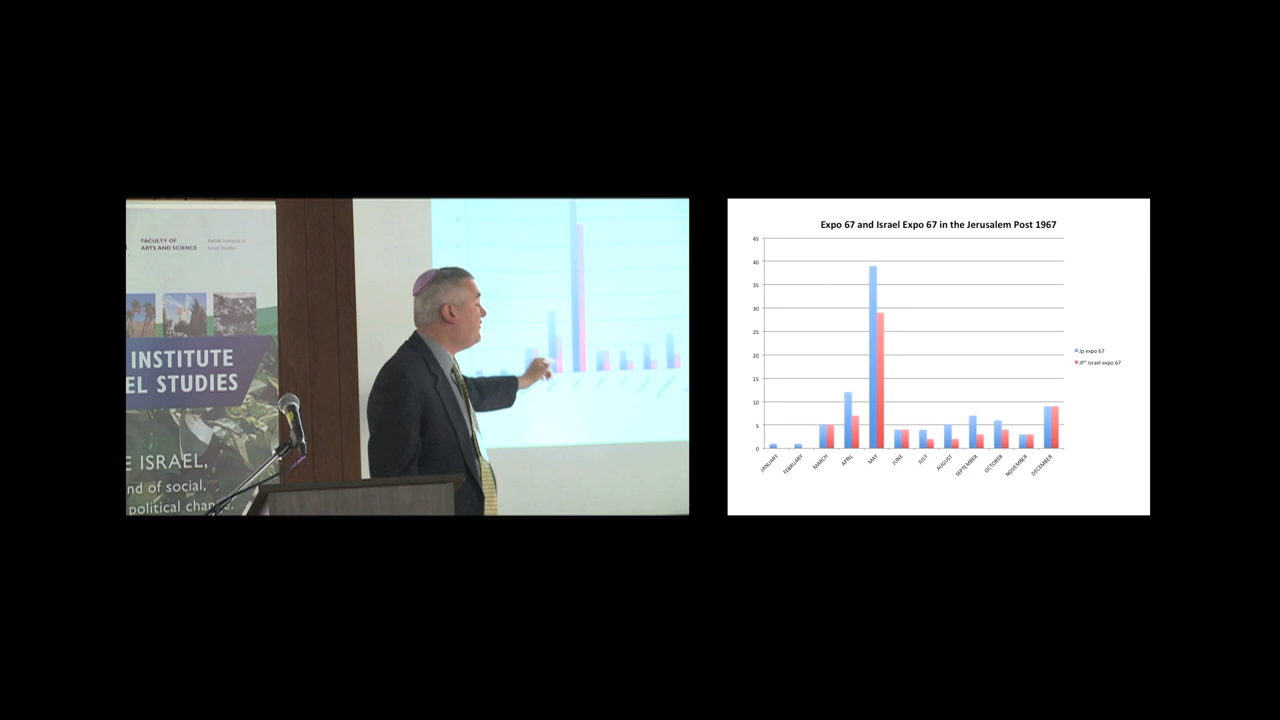 FACULTY OF
ARTS AND SCIENCE
Israel Studies
INSTITUTE
EL STUDIES
E ISRAEL,
nd of social,
political change.
Expo 67 and Israel Expo 67 in the Jerusalem Post 1967
45
40
35
30
25
20
15
10
5
0
JANUARY
FEBRUARY
MARCH
APRIL
MAY
JUNE
JULY
AUGUST
SEPTEMBER
OCTOBER
NOVEMBER
DECEMBER
Jp expo 67
JP* israel expo 67